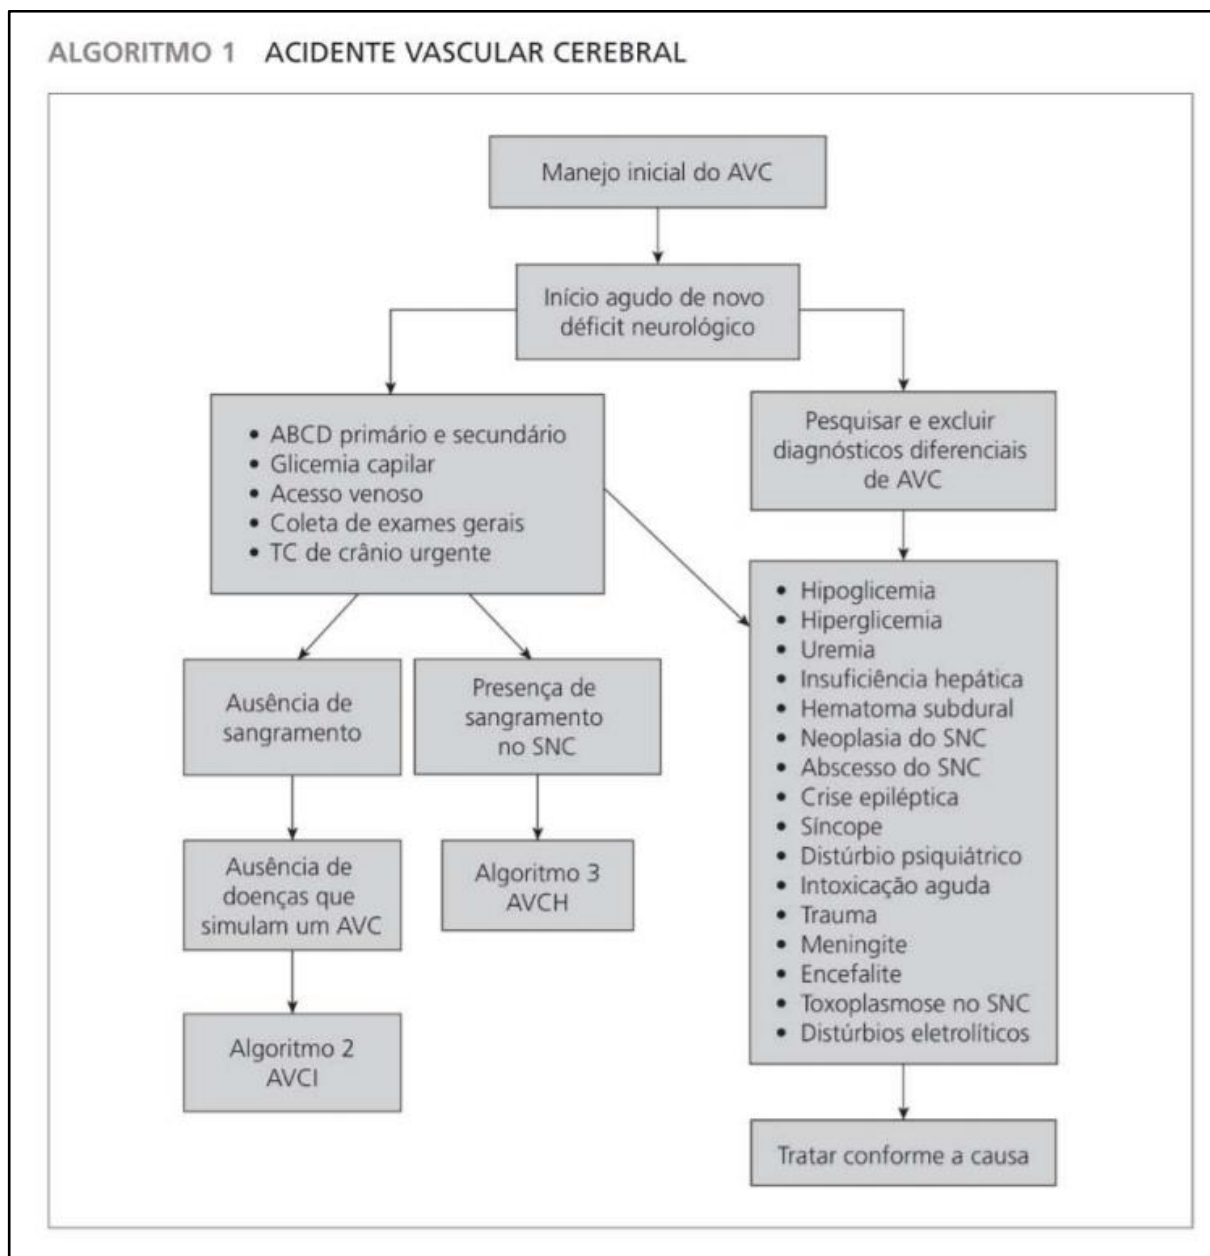 ALGORITMO 1 ACIDENTE VASCULAR CEREBRAL
Manejo inicial do AVC
Início agudo de novo
déficit neurológico
• ABCD primário e secundário
• Glicemia capilar
• Acesso venoso
• Coleta de exames gerais
• TC de crânio urgente
Pesquisar e excluir
diagnósticos diferenciais
de AVC
Ausência de
sangramento
Presença de
sangramento
no SNC
• Hipoglicemia
• Hiperglicemia
• Uremia
• Insuficiência hepática
• Hematoma subdural
• Neoplasia do SNC
• Abscesso do SNC
• Crise epiléptica
• Síncope
• Distúrbio psiquiátrico
• Intoxicação aguda
• Trauma
• Meningite
• Encefalite
• Toxoplasmose no SNC
• Distúrbios eletrolíticos
Ausência de
doenças que
simulam um AVC
Algoritmo 3
AVCH
Algoritmo 2
AVCI
Tratar conforme a causa